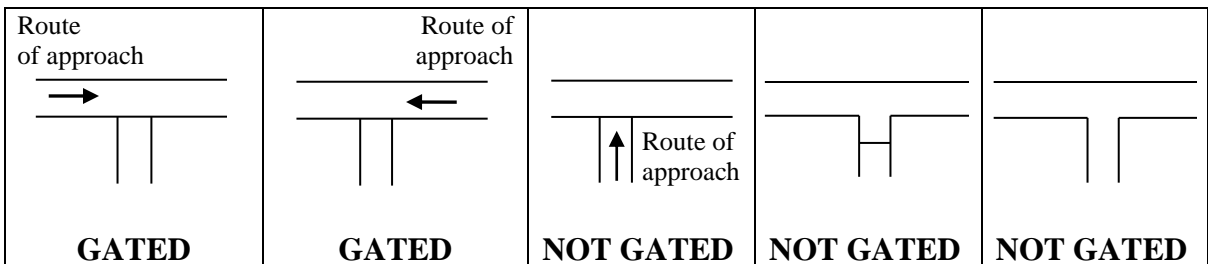 Route
of approach
GATED
Route of
approach
GATED
Route of
approach
NOT GATED
NOT GATED
NOT GATED